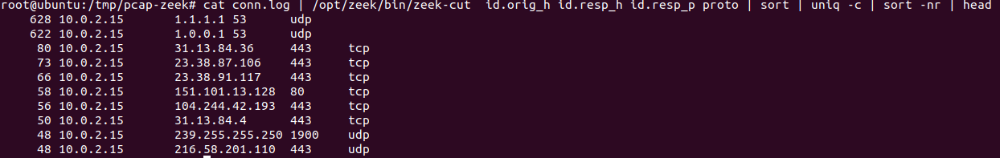 root@ubuntu:/tmp/pcap-zeek# cat conn.log | /opt/zeek/bin/zeek-cut  id.orig_h id.resp_h id.resp_p proto | sort | uniq -c | sort -nr | head
628 10.0.2.15 1.1.1.1 53 udp
622 10.0.2.15 1.0.0.1 53 udp
80 10.0.2.15 31.13.84.36 443 tcp
73 10.0.2.15 23.38.87.106 443 tcp
66 10.0.2.15 23.38.91.117 443 tcp
58 10.0.2.15 151.101.13.128 80 tcp
56 10.0.2.15 104.244.42.193 443 tcp
50 10.0.2.15 31.13.84.4 443 tcp
48 10.0.2.15 239.255.255.250 1900 udp
48 10.0.2.15 216.58.201.110 443 udp